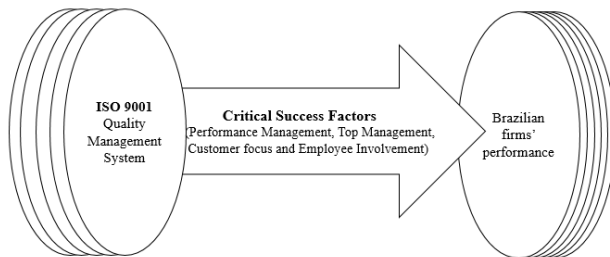 ISO 9001
Quality
Management
System
Critical Success Factors
(Performance Management, Top Management,
Customer focus and Employee Involvement)
Brazilian
firms'
performance